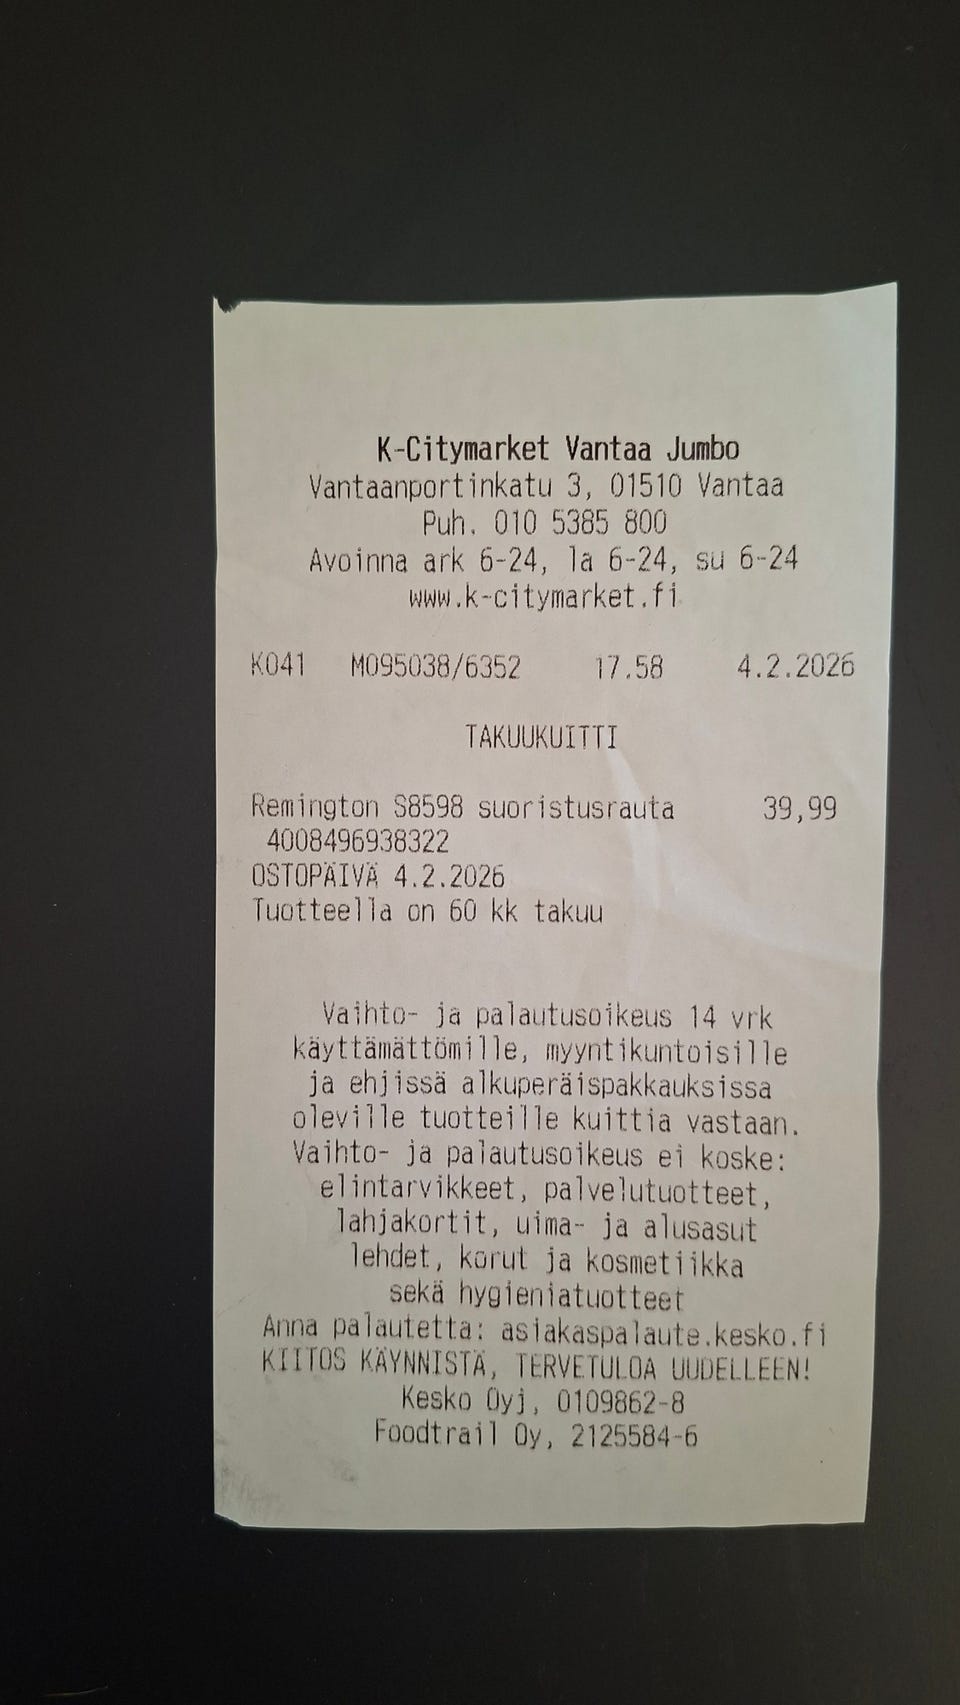 K-Citymarket Vantaa Jumbo
Vantaanportinkatu 3, 01510 Vantaa
Puh. 010 5385 800
Avoinna ark 6-24, la 6-24, su 6-24
www.k-citymarket.fi
K041 M095038/6352 17.58 4.2.2026
TAKUUKUITTI
Remington S8598 suoristusrauta 39,99
4008496938322
OSTOPÄIVÄ 4.2.2026
Tuotteella on 60 kk takuu
Vaihto- ja palautusoikeus 14 vrk
käyttämättömille, myyntikuntoisille
ja ehjissä alkuperäispakkauksissa
oleville tuotteille kuittia vastaan.
Vaihto- ja palautusoikeus ei koske:
elintarvikkeet, palvelutuotteet,
lahjakortit, uima- ja alusasut
lehdet, korut ja kosmetiikka
sekä hygieniatuotteet
Anna palautetta: asiakaspalaute.kesko.fi
KIITOS KÄYNNISTÄ, TERVETULOA UUDELLEEN!
Kesko Oyj, 0109862-8
Foodtrail Oy, 2125584-6